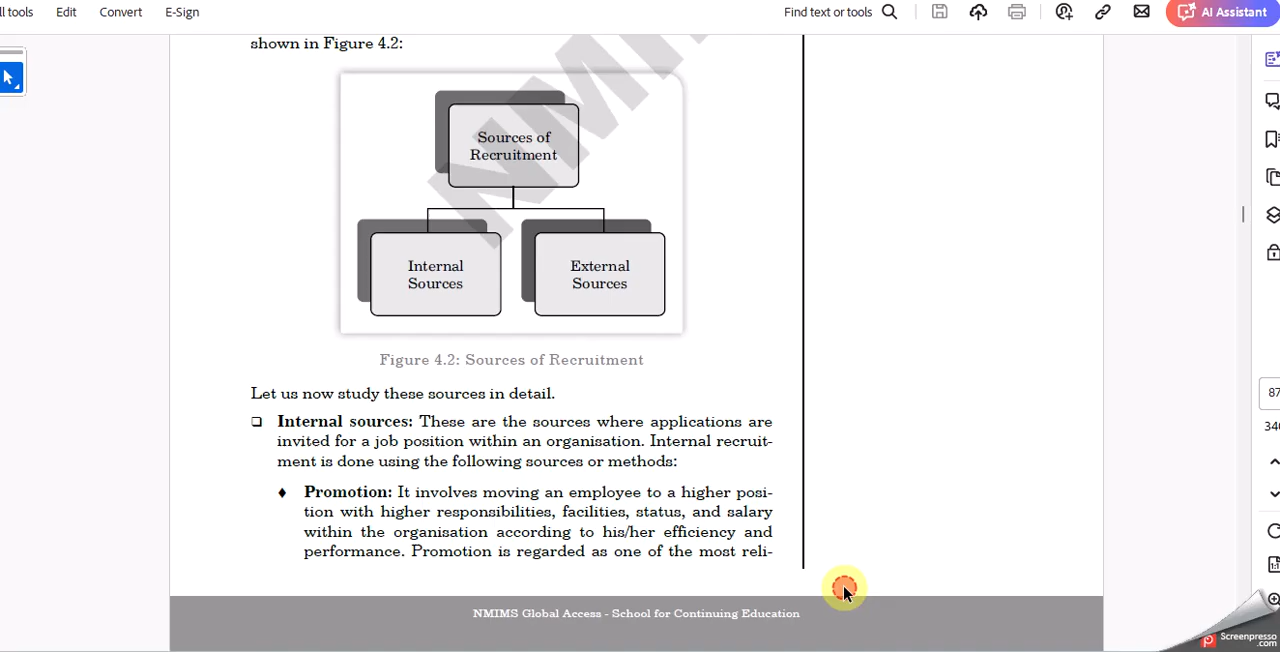 ll tools Edit Convert E-Sign Find text or tools AI Assistant
shown in Figure 4.2:
NMI
Sources of
Recruitment
Internal
Sources
External
Sources
Figure 4.2: Sources of Recruitment
Let us now study these sources in detail.
❑ Internal sources: These are the sources where applications are
invited for a job position within an organisation. Internal recruit-
ment is done using the following sources or methods:
♦ Promotion: It involves moving an employee to a higher posi-
tion with higher responsibilities, facilities, status, and salary
within the organisation according to his/her efficiency and
performance. Promotion is regarded as one of the most reli-
NMIMS Global Access - School for Continuing Education
87
340
Screenpresso
.com